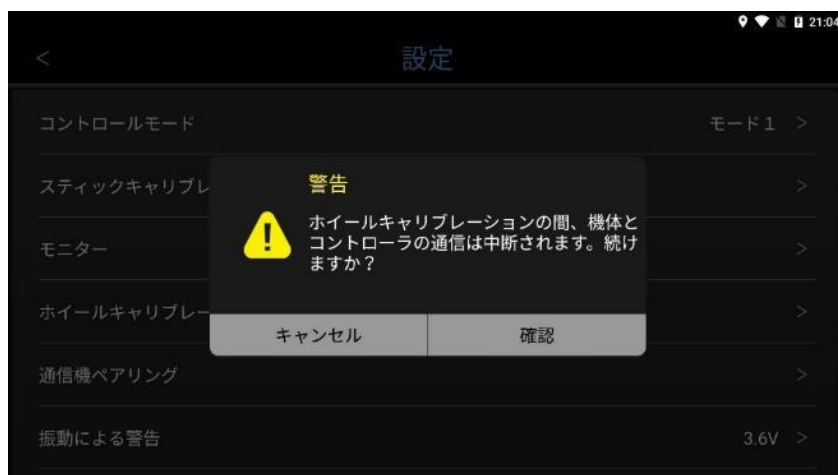 21:04
<
設定
コントロールモード
モード１ >
スティックキャリブレ
>
警告
ホイールキャリブレーションの間、機体と
コントローラの通信は中断されます。続け
ますか？
モニター
>
ホイールキャリブレー
>
キャンセル
確認
通信機ペアリング
>
振動による警告
3.6V >